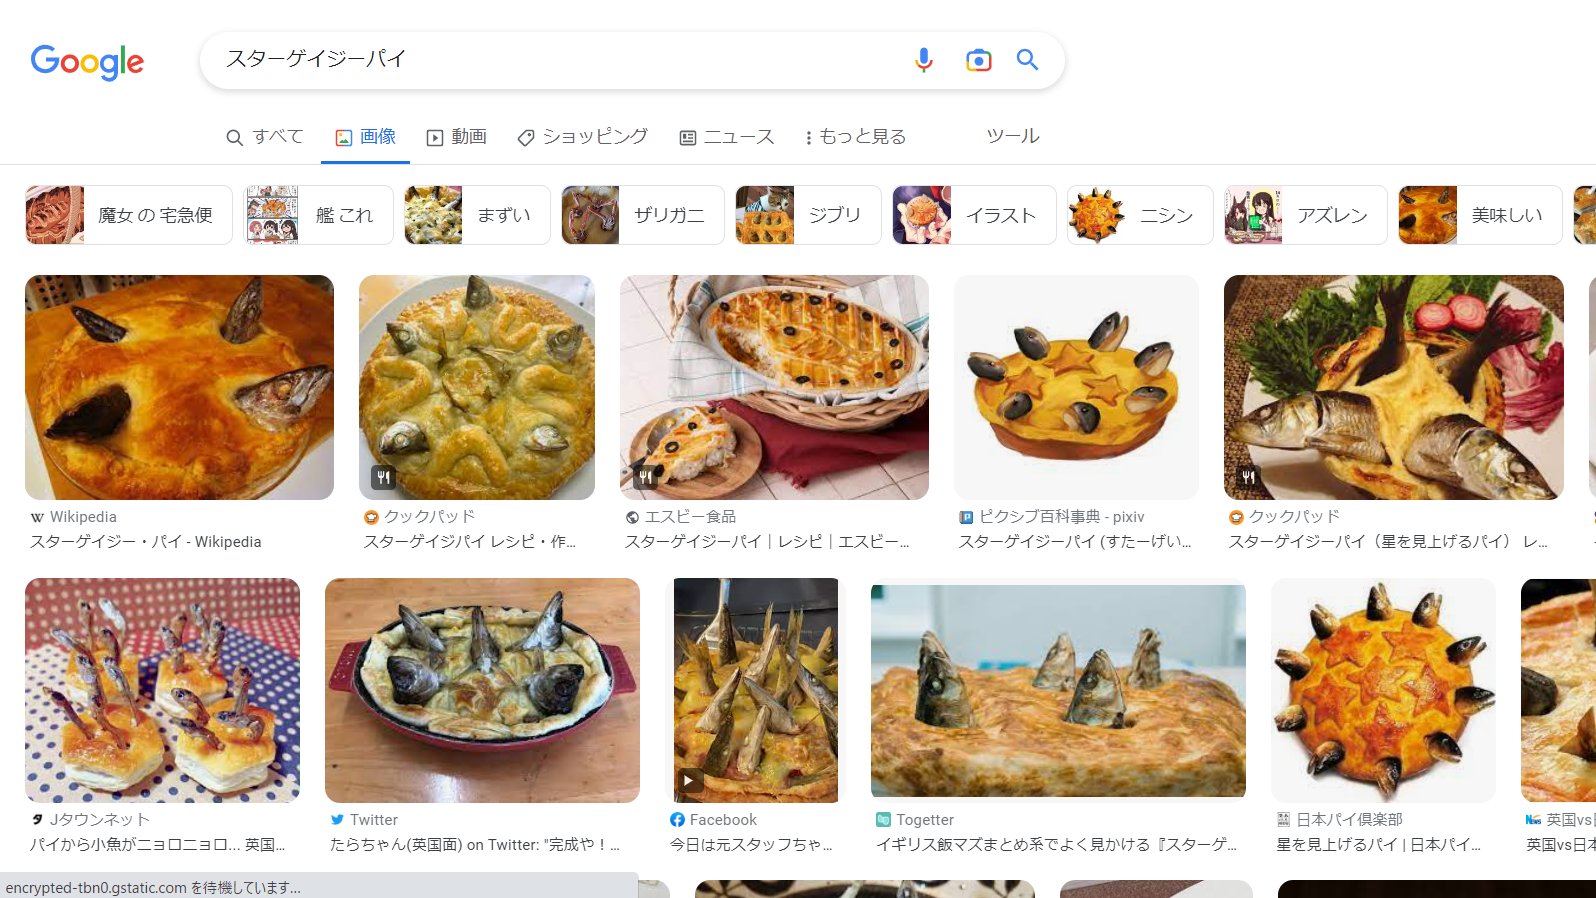 Google
スターゲイジーパイ
すべて
画像
動画
ショッピング
ニュース
もっと見る
ツール
魔女 の 宅急便
艦 これ
まずい
ザリガニ
ジブリ
イラスト
ニシン
アズレン
美味しい
Wikipedia
スターゲイジー・パイ - Wikipedia
クックパッド
スターゲイジパイ レシピ・作...
エスビー食品
スターゲイジーパイ｜レシピ｜エスビー...
ピクシブ百科事典 - pixiv
スターゲイジーパイ (すたーげい...
クックパッド
スターゲイジーパイ（星を見上げるパイ） レ...
Jタウンネット
パイから小魚がニョロニョロ... 英国...
Twitter
たらちゃん(英国面) on Twitter: "完成や！...
Facebook
今日は元スタッフちゃ...
Togetter
イギリス飯マズまとめ系でよく見かける『スターゲ...
日本パイ倶楽部
星を見上げるパイ | 日本パイ...
英国vs日
英国vs日本
encrypted-tbn0.gstatic.com を待機しています...